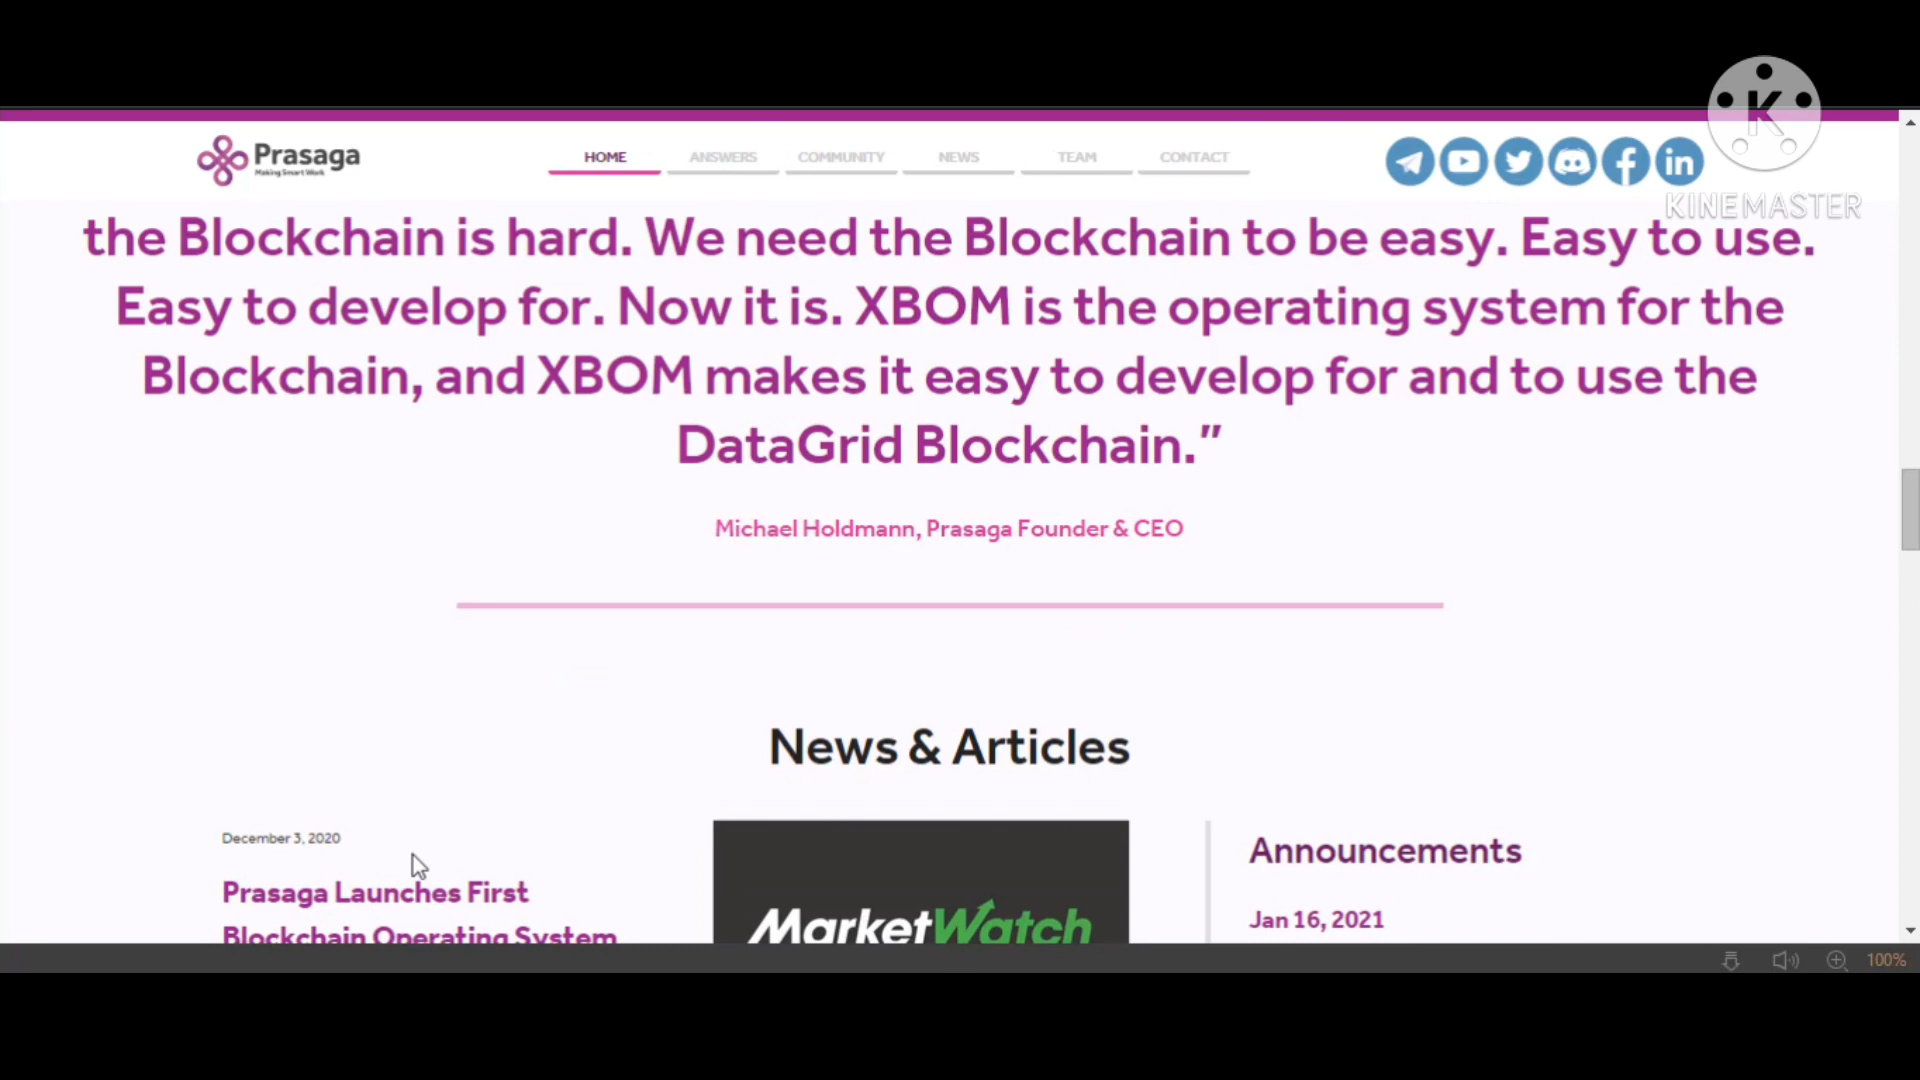 K
KINEMASTER
Prasaga
Making Smart Work
HOME
ANSWERS
COMMUNITY
NEWS
TEAM
CONTACT
the Blockchain is hard. We need the Blockchain to be easy. Easy to use.
Easy to develop for. Now it is. XBOM is the operating system for the
Blockchain, and XBOM makes it easy to develop for and to use the
DataGrid Blockchain.”
Michael Holdmann, Prasaga Founder & CEO
News & Articles
December 3, 2020
Prasaga Launches First
Blockchain Operating System
MarketWatch
Announcements
Jan 16, 2021
100%